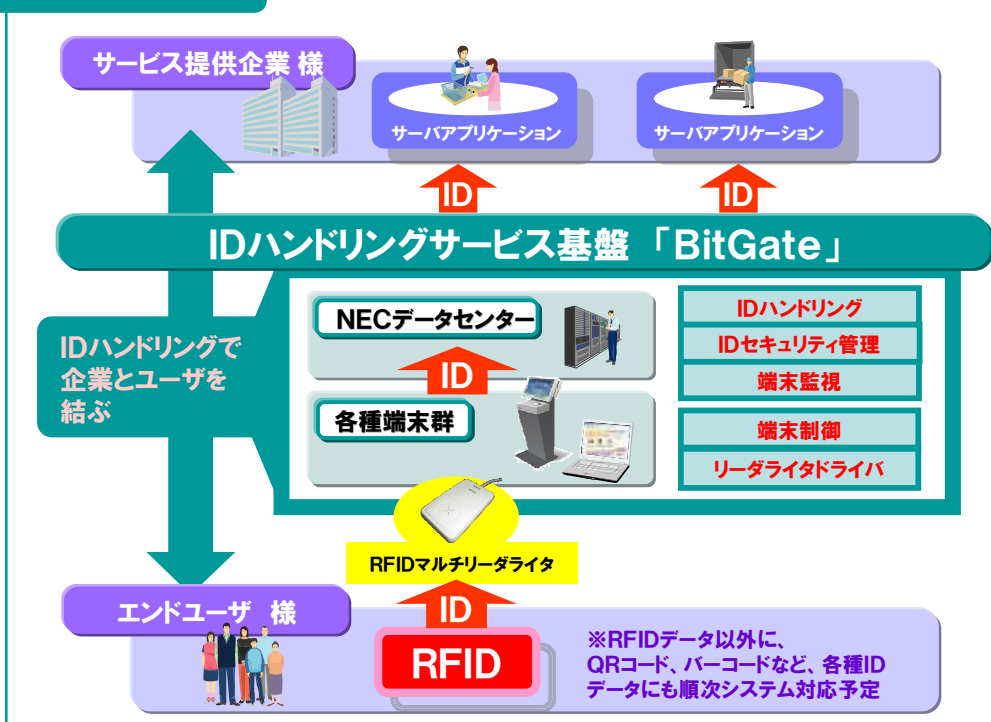 サービス提供企業 様
サーバアプリケーション
サーバアプリケーション
ID
ID
IDハンドリングサービス基盤 「BitGate」
NECデータセンター
IDハンドリング
IDセキュリティ管理
端末監視
IDハンドリングで
企業とユーザを
結ぶ
ID
各種端末群
端末制御
リーダライタドライバ
RFIDマルチリーダライタ
エンドユーザ 様
ID
RFID
※RFIDデータ以外に、
QRコード、バーコードなど、各種ID
データにも順次システム対応予定